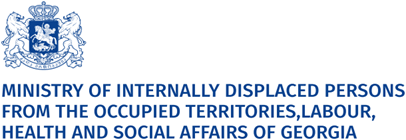 MINISTRY OF INTERNALLY DISPLACED PERSONS
FROM THE OCCUPIED TERRITORIES,LABOUR,
HEALTH AND SOCIAL AFFAIRS OF GEORGIA